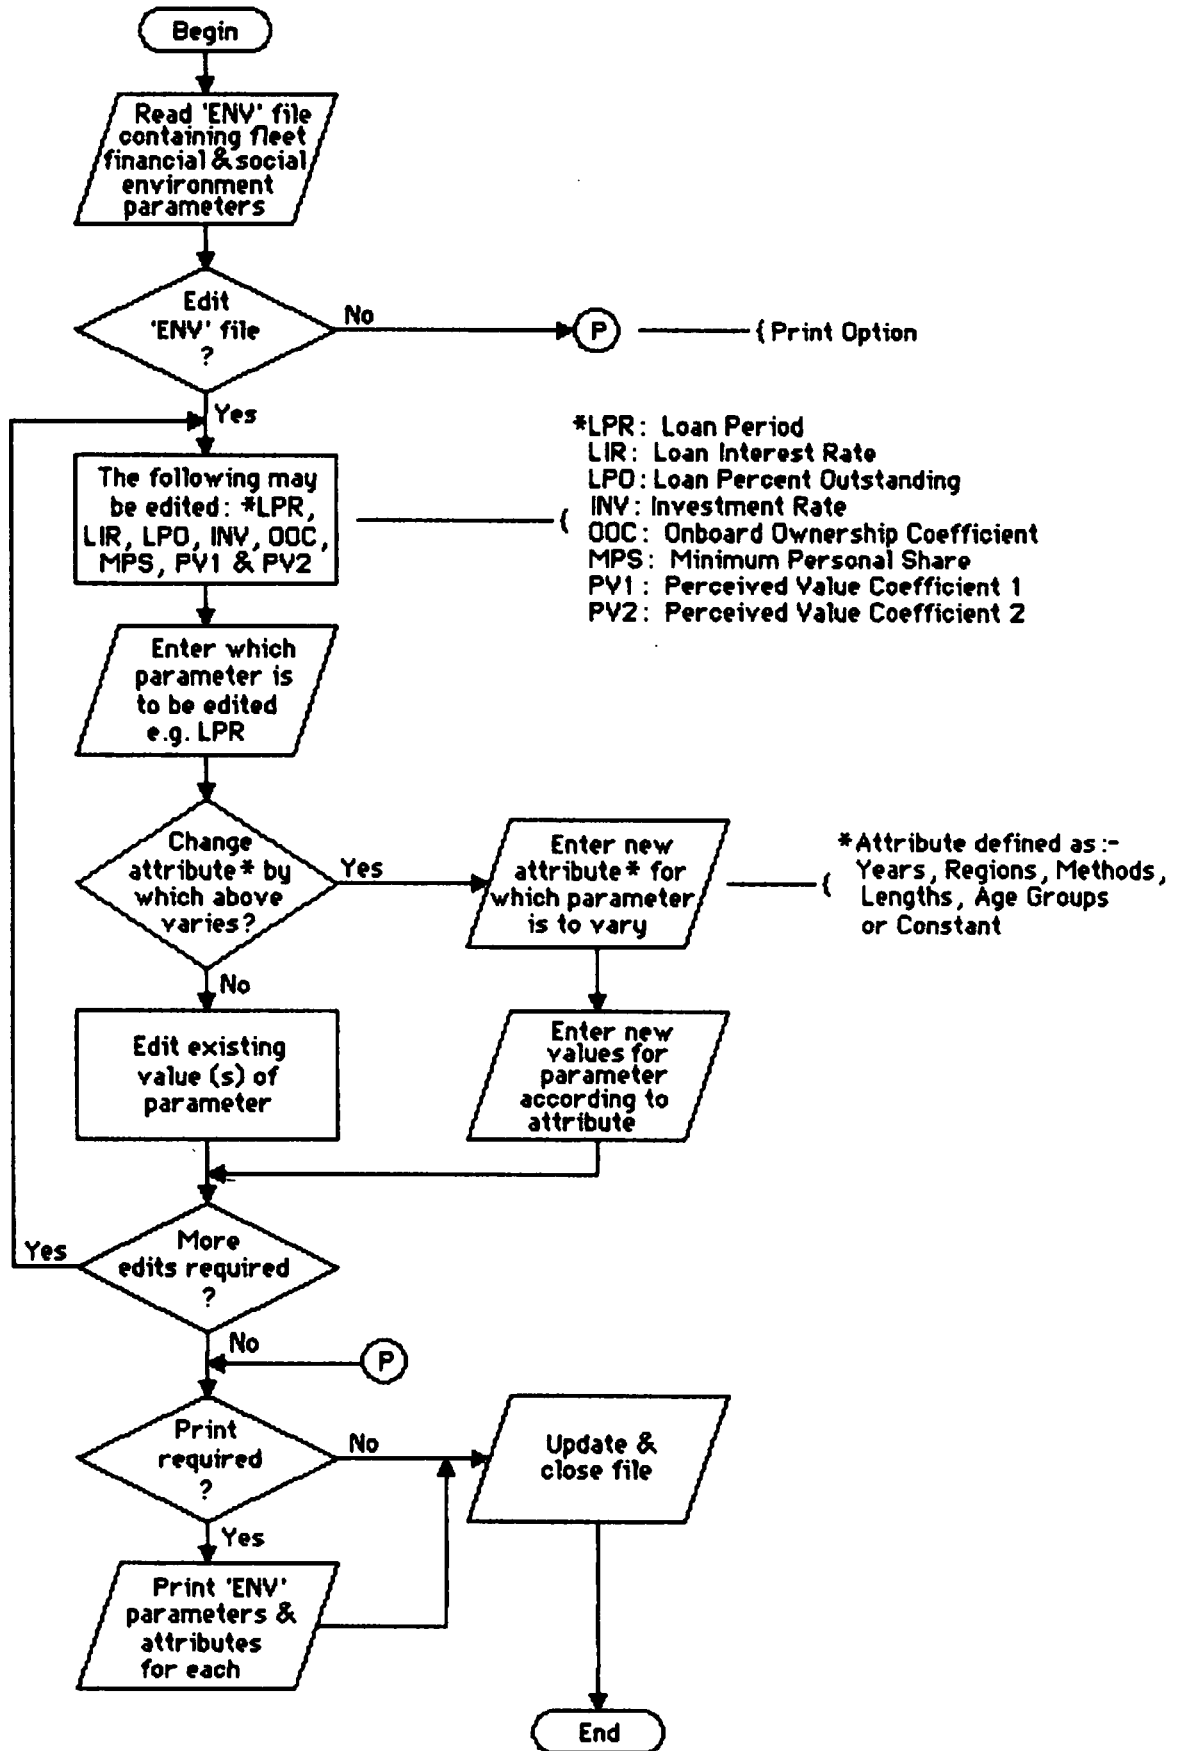 Begin
Read 'ENV' file
containing fleet
financial & social
environment
parameters
Edit
'ENV' file
?
No
P
{ Print Option
Yes
The following may
be edited: *LPR,
LIR, LPO, INV, OOC,
MPS, PV1 & PV2
{
*LPR: Loan Period
LIR: Loan Interest Rate
LPO: Loan Percent Outstanding
INV: Investment Rate
OOC: Onboard Ownership Coefficient
MPS: Minimum Personal Share
PV1: Perceived Value Coefficient 1
PV2: Perceived Value Coefficient 2
Enter which
parameter is
to be edited
e.g. LPR
Change
attribute* by
which above
varies?
Yes
Enter new
attribute* for
which parameter
is to vary
{
*Attribute defined as :-
Years, Regions, Methods,
Lengths, Age Groups
or Constant
No
Edit existing
value (s) of
parameter
Enter new
values for
parameter
according to
attribute
More
edits required
?
Yes
No
P
Print
required
?
No
Update &
close file
Yes
Print 'ENV'
parameters &
attributes
for each
End